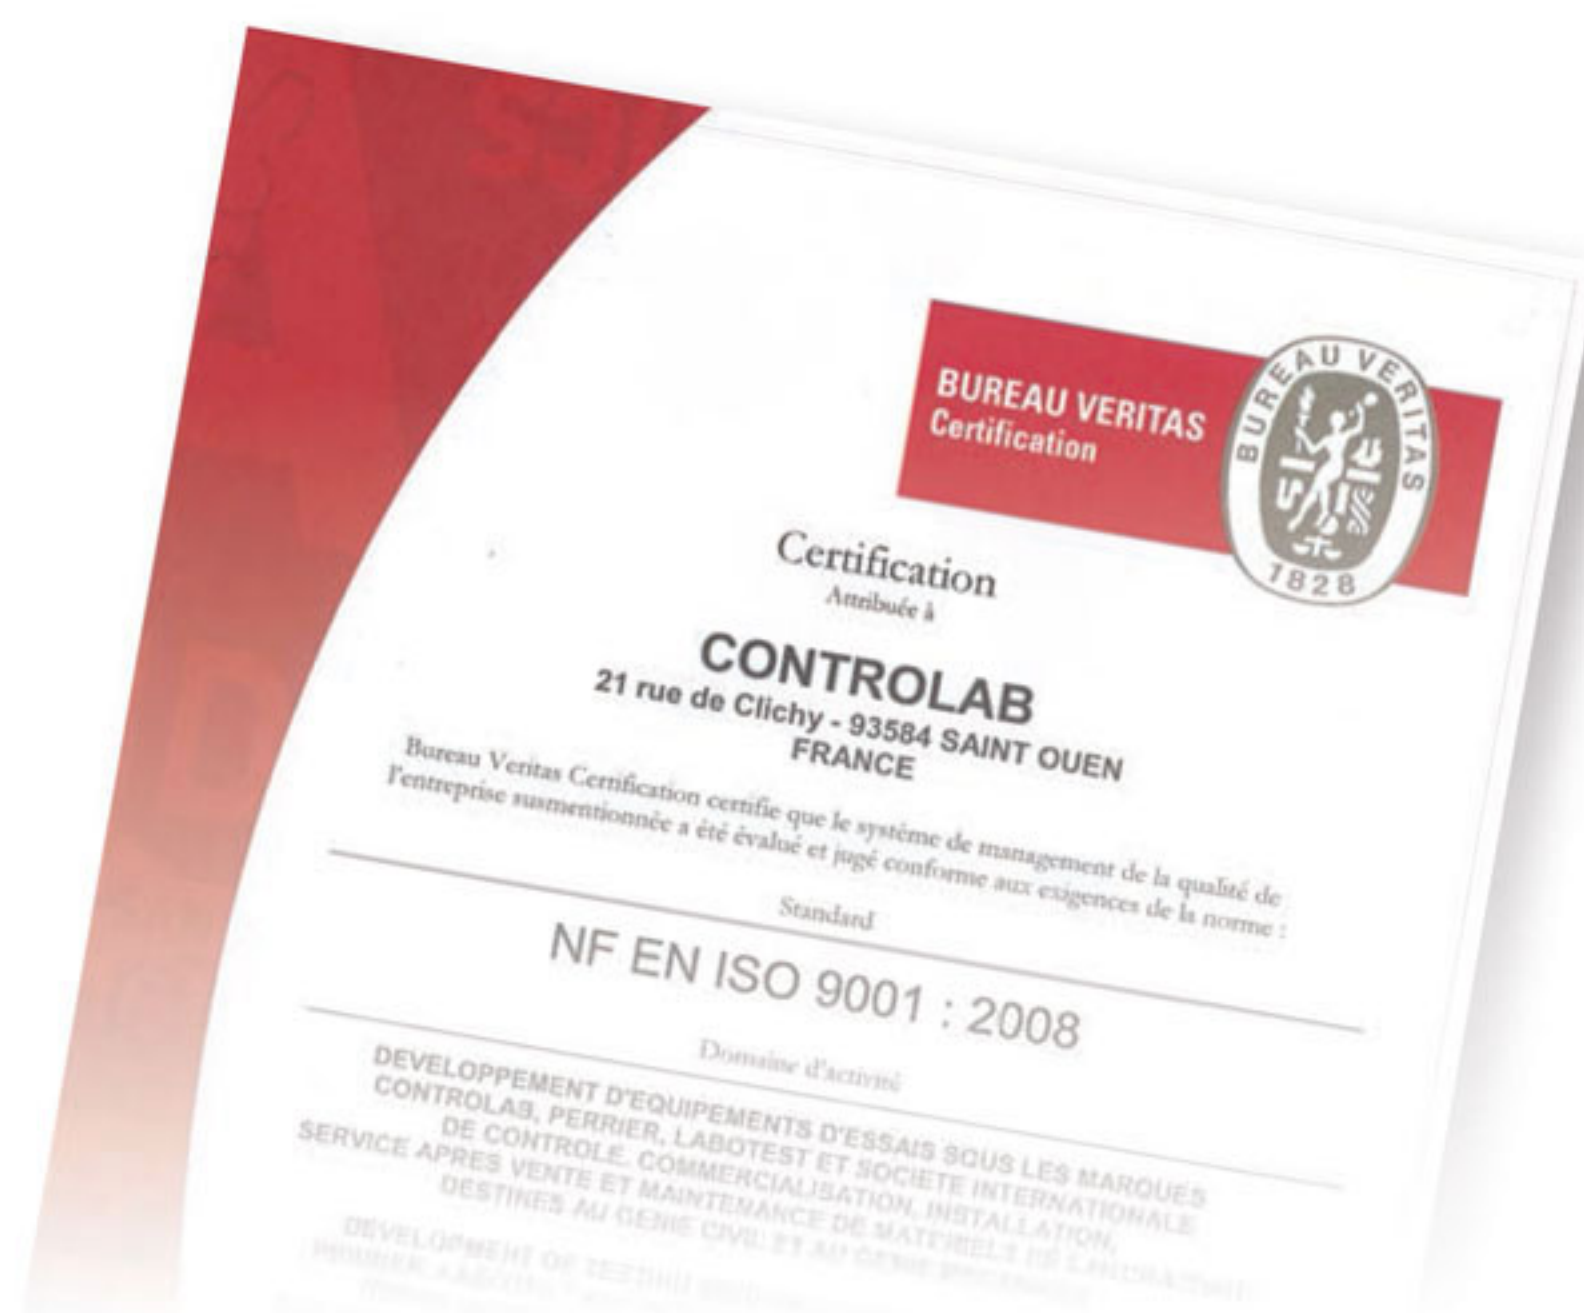 BUREAU VERITAS
Certification
BUREAU VERITAS
1828
Certification
Attribuée à
CONTROLAB
21 rue de Clichy - 93584 SAINT OUEN
FRANCE
Bureau Veritas Certification certifie que le système de management de la qualité de
l'entreprise susmentionnée a été évalué et jugé conforme aux exigences de la norme :
Standard
NF EN ISO 9001 : 2008
Domaine d'activité
DEVELOPPEMENT D'EQUIPEMENTS D'ESSAIS SOUS LES MARQUES
CONTROLAB, PERRIER, LABOTEST ET SOCIETE INTERNATIONALE
DE CONTROLE. COMMERCIALISATION, INSTALLATION,
SERVICE APRES VENTE ET MAINTENANCE DE MATERIELS DE
DESTINES AU GENIE CIVIL ET AU GENIE
DEVELOPMENT OF TESTING